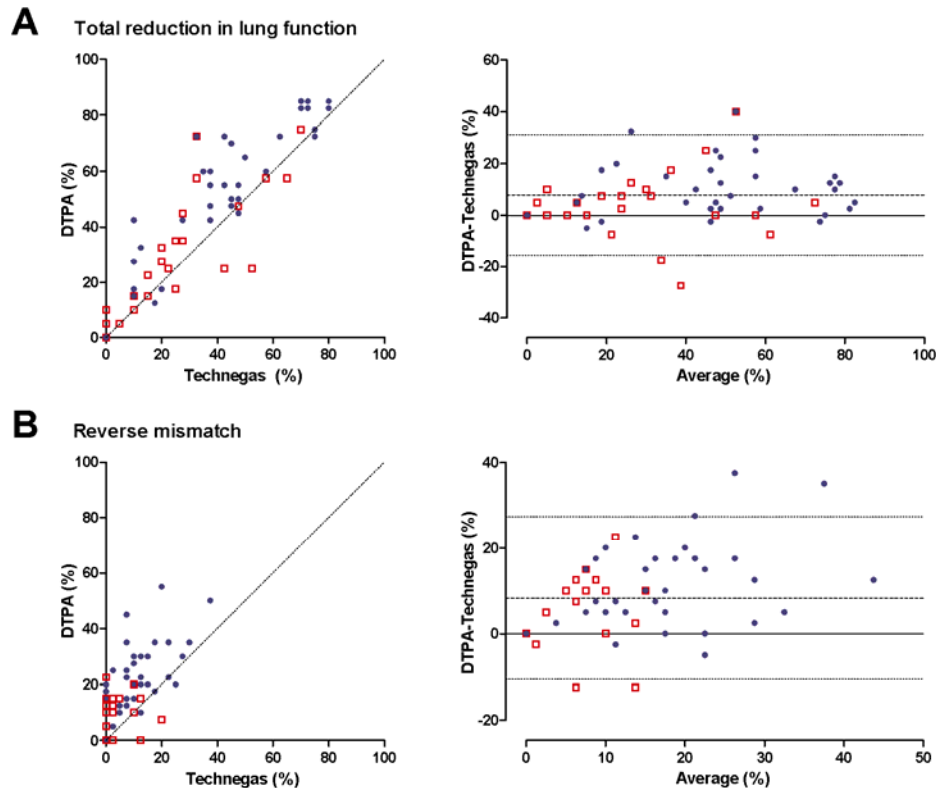 A
Total reduction in lung function
100
80
60
40
20
0
DTPA (%)
0 20 40 60 80 100
Technegas (%)
60
40
20
0
-20
-40
DTPA-Technegas (%)
0 20 40 60 80 100
Average (%)
B
Reverse mismatch
100
80
60
40
20
0
DTPA (%)
0 20 40 60 80 100
Technegas (%)
40
20
0
-20
DTPA-Technegas (%)
0 10 20 30 40 50
Average (%)